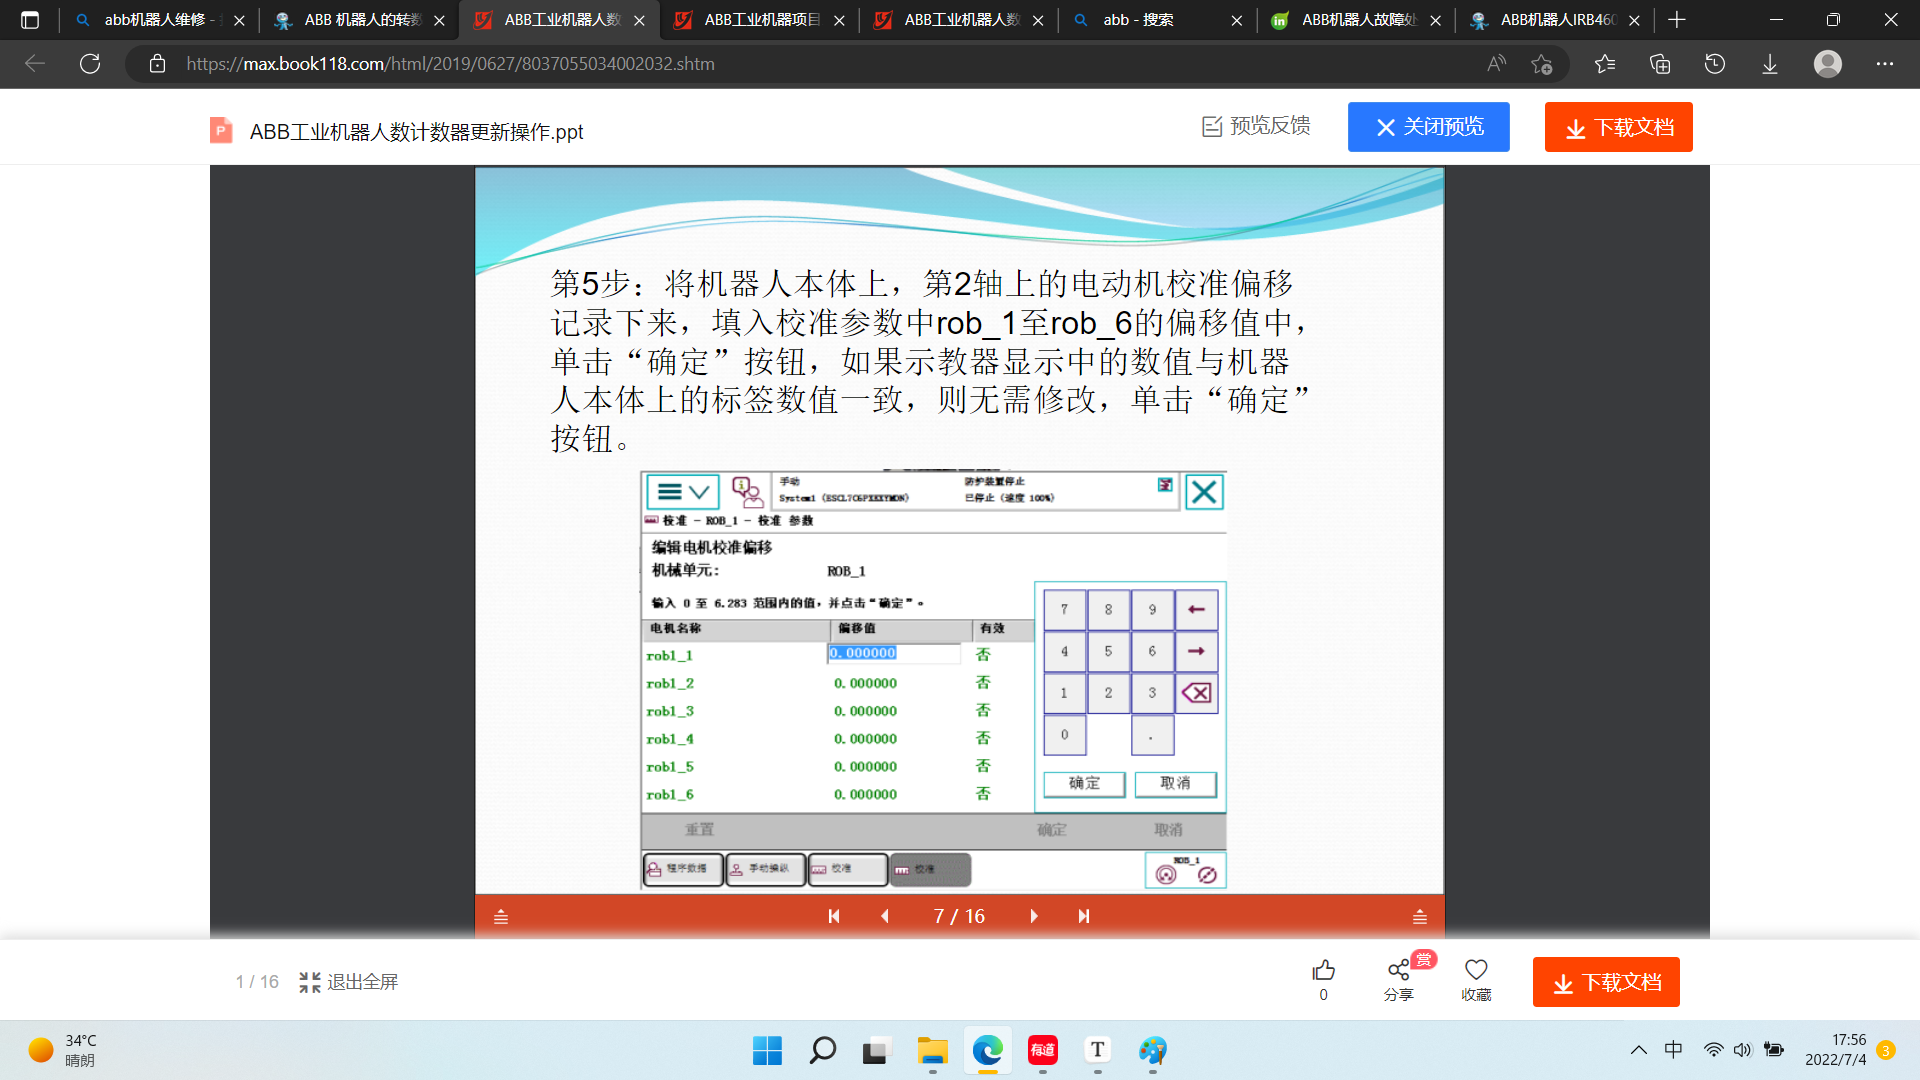 abb机器人维修 -
ABB 机器人的转数
ABB工业机器人数
ABB工业机器项目
ABB工业机器人数
abb - 搜索
ABB机器人故障处
ABB机器人IRB460
https://max.book118.com/html/2019/0627/8037055034002032.shtm
ABB工业机器人数计数器更新操作.ppt
预览反馈
关闭预览
下载文档
第5步：将机器人本体上，第2轴上的电动机校准偏移
记录下来，填入校准参数中rob_1至rob_6的偏移值中，
单击“确定”按钮，如果示教器显示中的数值与机器
人本体上的标签数值一致，则无需修改，单击“确定”
按钮。
手动
防护装置停止
System1 (ESCL7C6PXXXYMDN)
已停止 (速度 100%)
校准 - ROB_1 - 校准 参数
编辑电机校准偏移
机械单元: ROB_1
输入 0 至 6.283 范围内的值，并点击“确定”。
电机名称 偏移值 有效
rob1_1 0.000000 否
rob1_2 0.000000 否
rob1_3 0.000000 否
rob1_4 0.000000 否
rob1_5 0.000000 否
rob1_6 0.000000 否
7 8 9
4 5 6
1 2 3
0 .
确定 取消
重置 确定 取消
程序数据 手动操纵 校准 校准
ROB_1
7 / 16
1 / 16 退出全屏
0
赏
分享
收藏
下载文档
34°C
晴朗
有道
T
中
17:56
2022/7/4
3